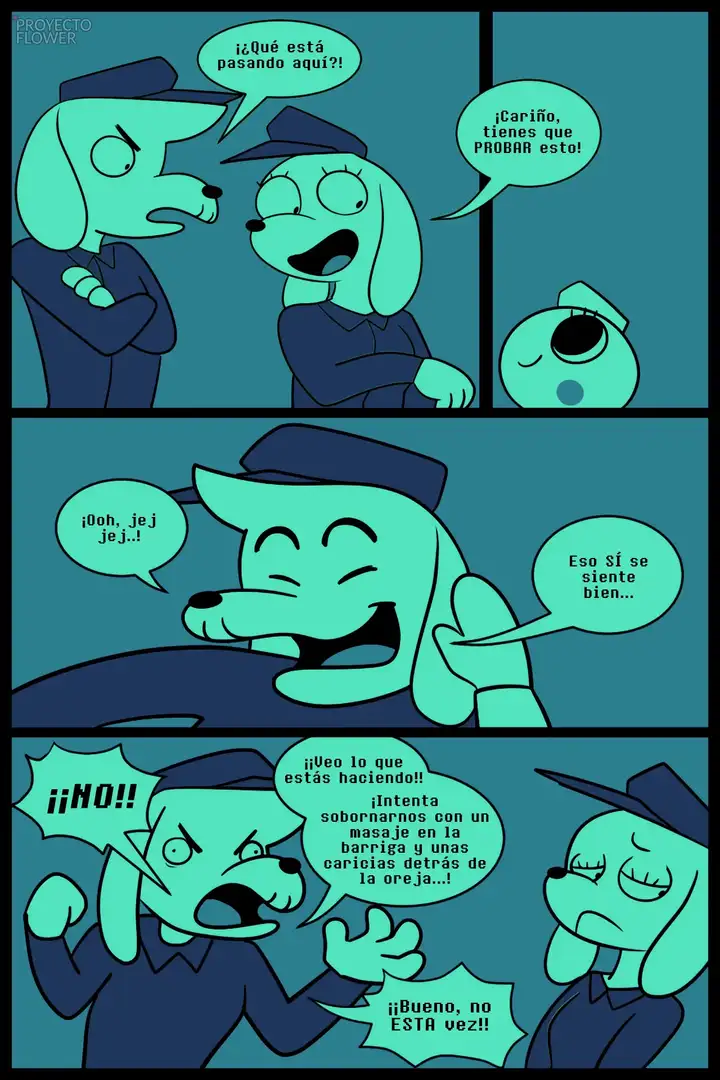 PROYECTO
FLOWER
¡¿Qué está
pasando aquí?!
¡Cariño,
tienes que
PROBAR esto!
¡Ooh, jej
jej..!
Eso SÍ se
siente
bien...
¡¡NO!!
¡¡Veo lo que
estás haciendo!!
¡Intenta
sobornarnos con un
masaje en la
barriga y unas
caricias detrás de
la oreja...!
¡¡Bueno, no
ESTA vez!!